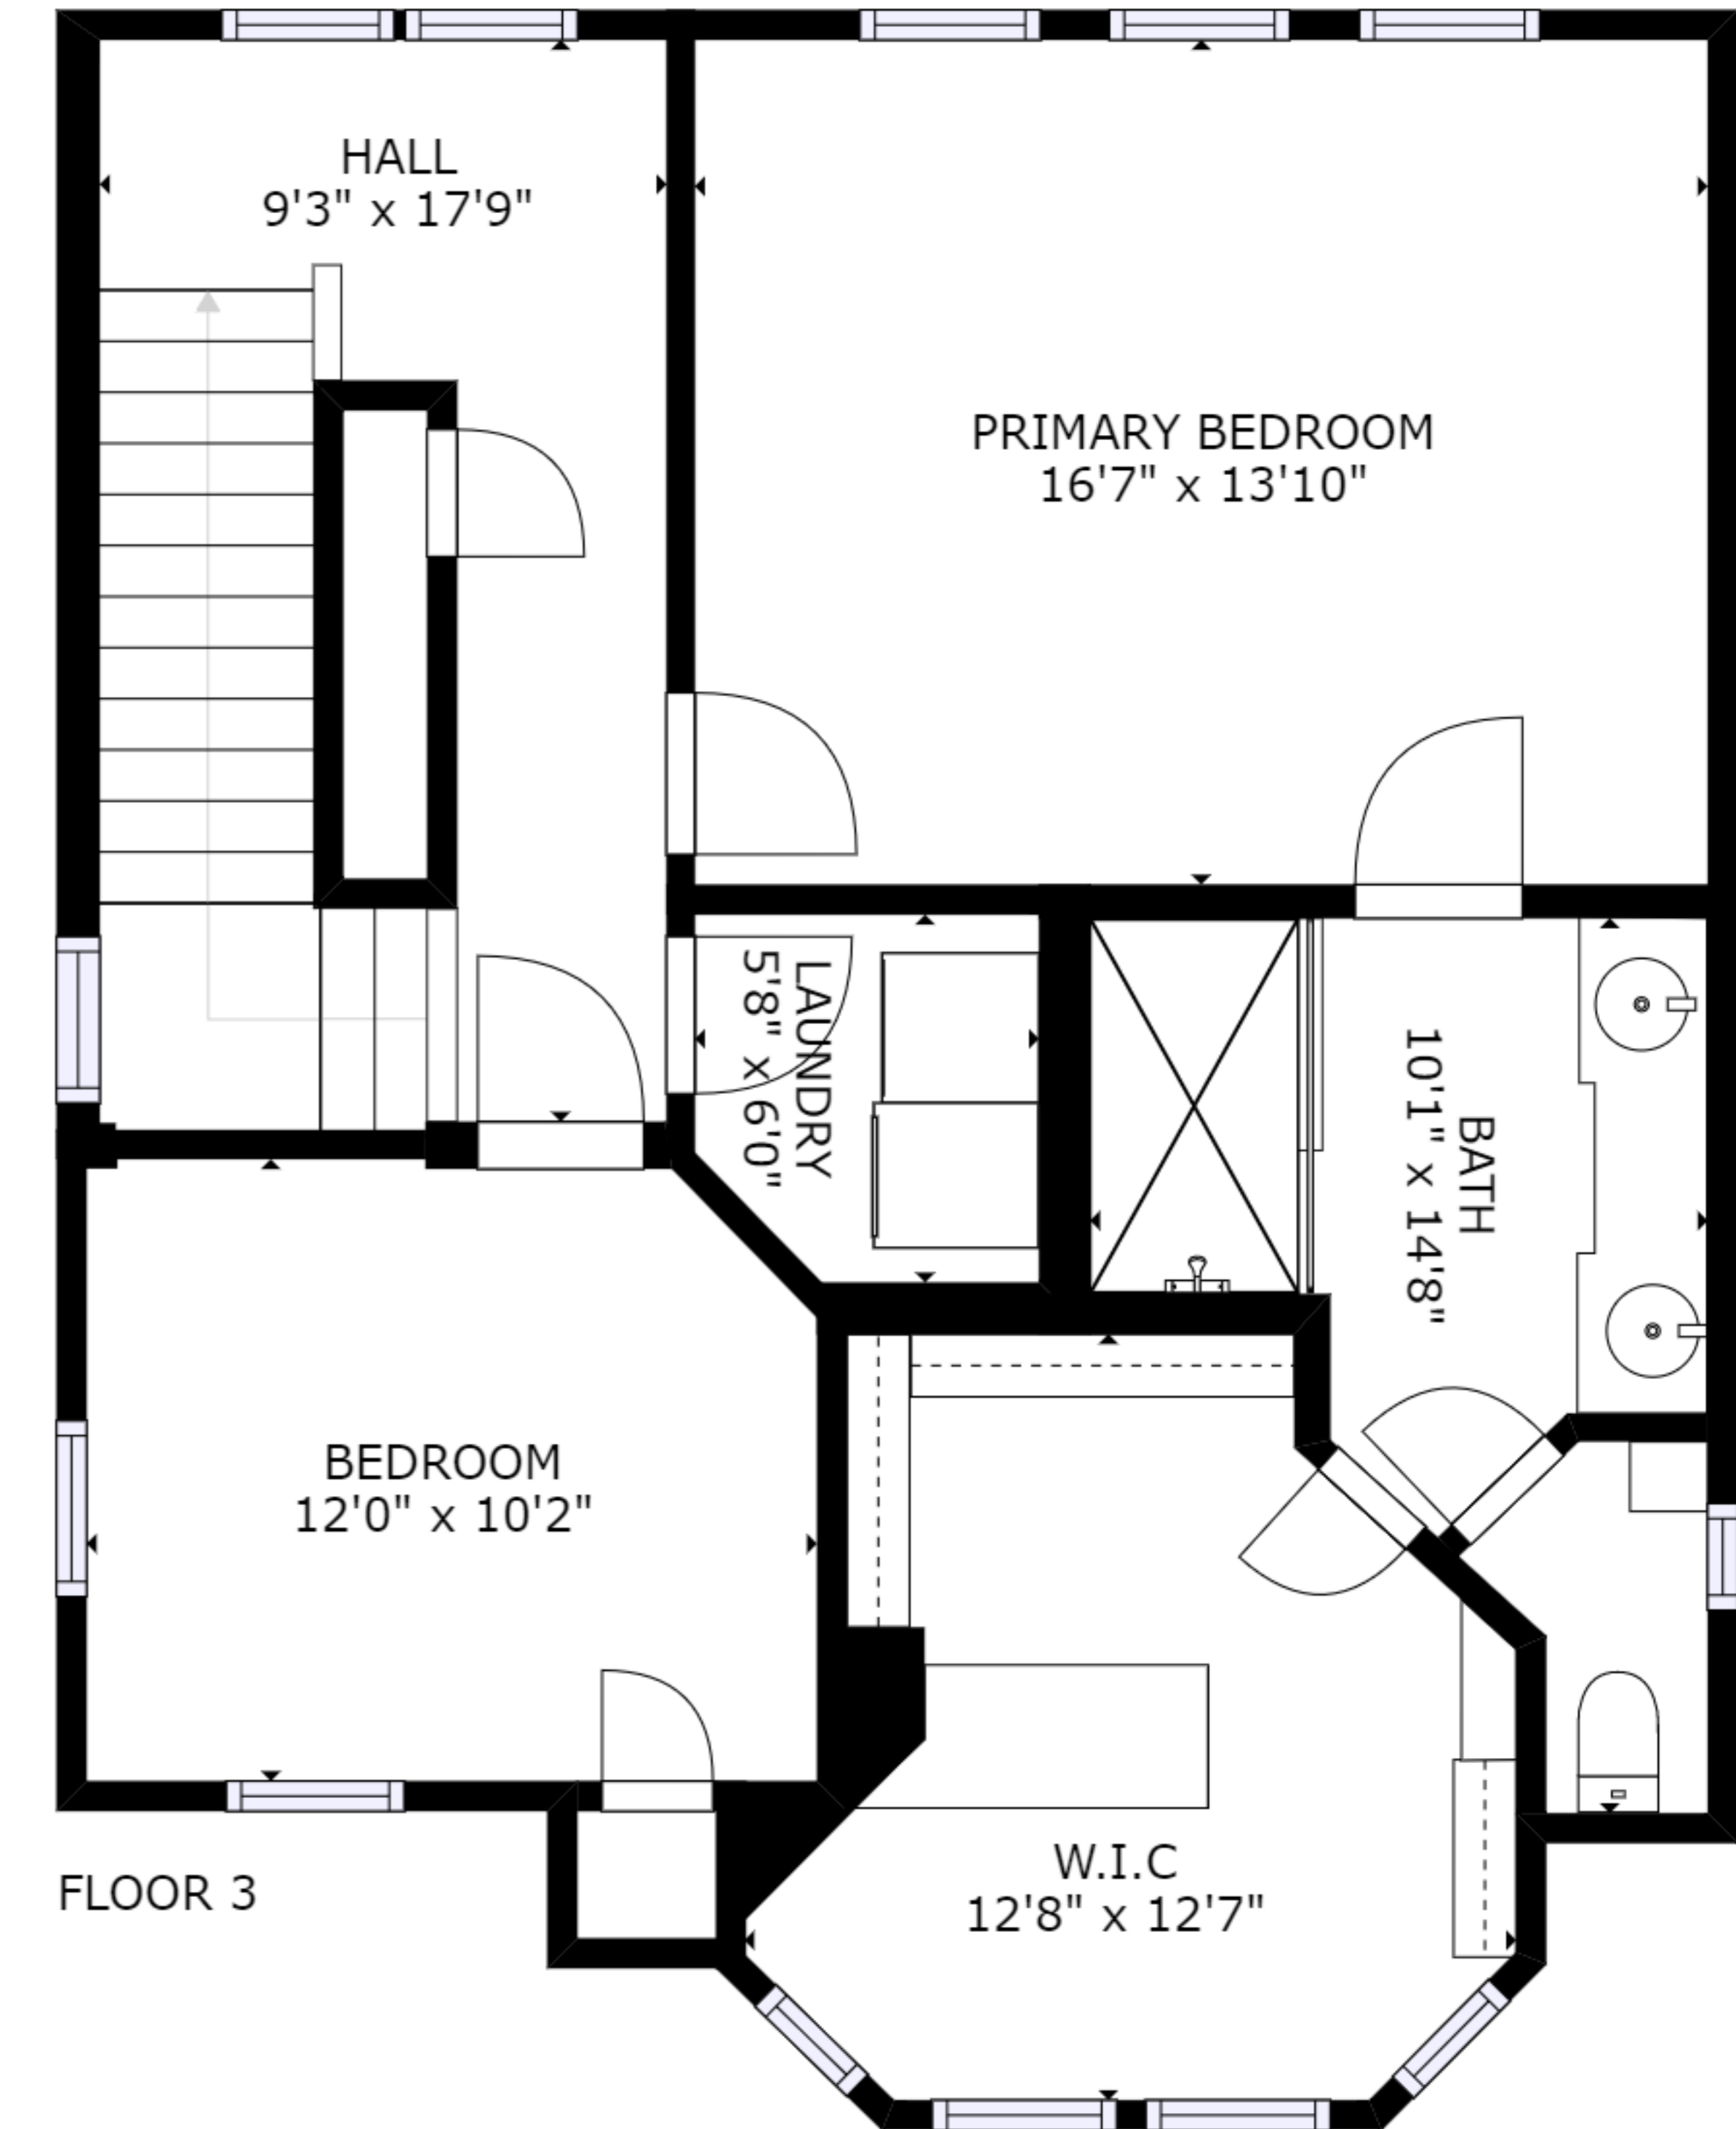 HALL
9'3" x 17'9"
PRIMARY BEDROOM
16'7" x 13'10"
LAUNDRY
5'8" x 6'0"
BATH
10'1" x 14'8"
BEDROOM
12'0" x 10'2"
W.I.C
12'8" x 12'7"
FLOOR 3